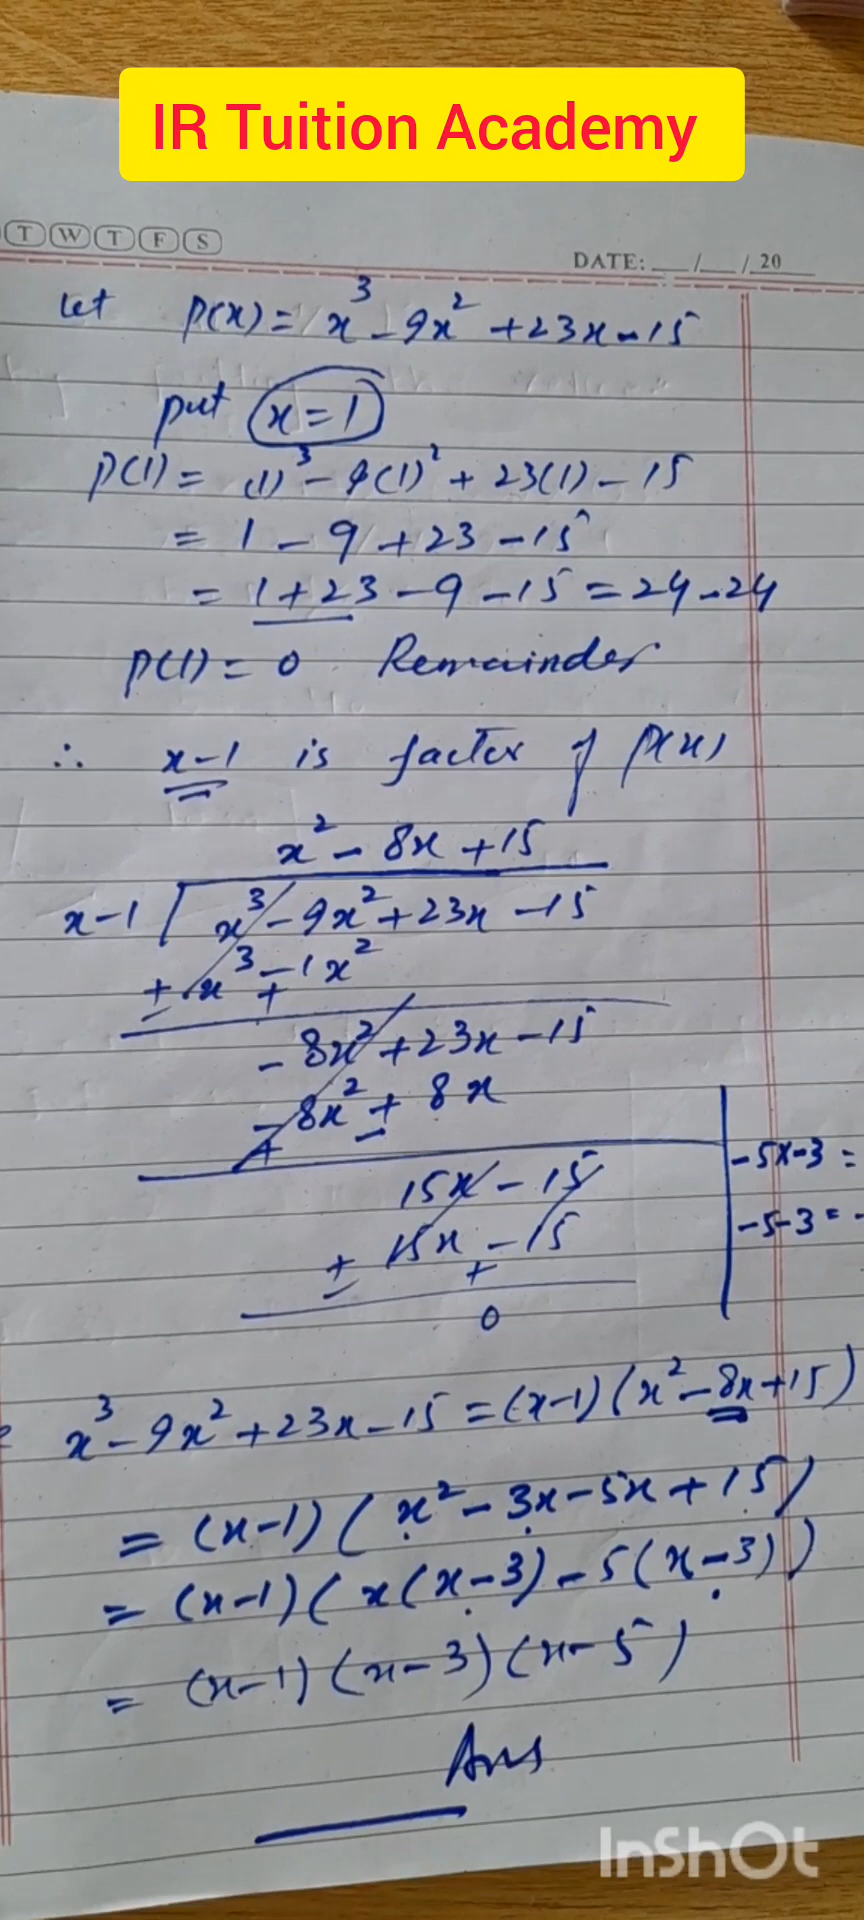 IR Tuition Academy
T W T F S
DATE: __/__/20
Let P(x) = x³ - 9x² + 23x - 15
put x = 1
P(1) = (1)³ - 9(1)² + 23(1) - 15
= 1 - 9 + 23 - 15
= 1 + 23 - 9 - 15 = 24 - 24
P(1) = 0 Remainder
∴ x-1 is factor of P(x)
x² - 8x + 15
x-1 x³ - 9x² + 23x - 15
± x³ - 1x²
+
- 8x² + 23x - 15
- 8x² + 8x
+ -
15x - 15
± 15x - 15
+
0
-5x-3 =
-5-3 = -
x³ - 9x² + 23x - 15 = (x-1)(x² - 8x + 15)
= (x-1)(x² - 3x - 5x + 15)
= (x-1)(x(x-3) - 5(x-3))
= (x-1)(x-3)(x-5)
Ans
InShOt